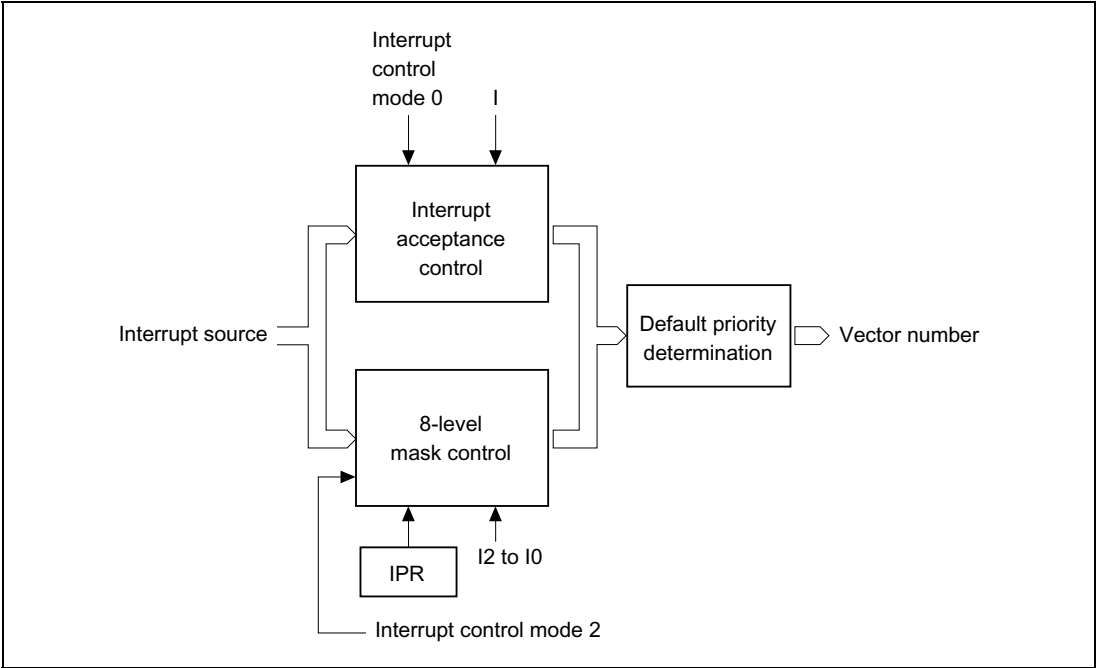 Interrupt
control
mode 0
I
Interrupt
acceptance
control
Interrupt source
Default priority
determination
Vector number
8-level
mask control
I2 to I0
IPR
Interrupt control mode 2